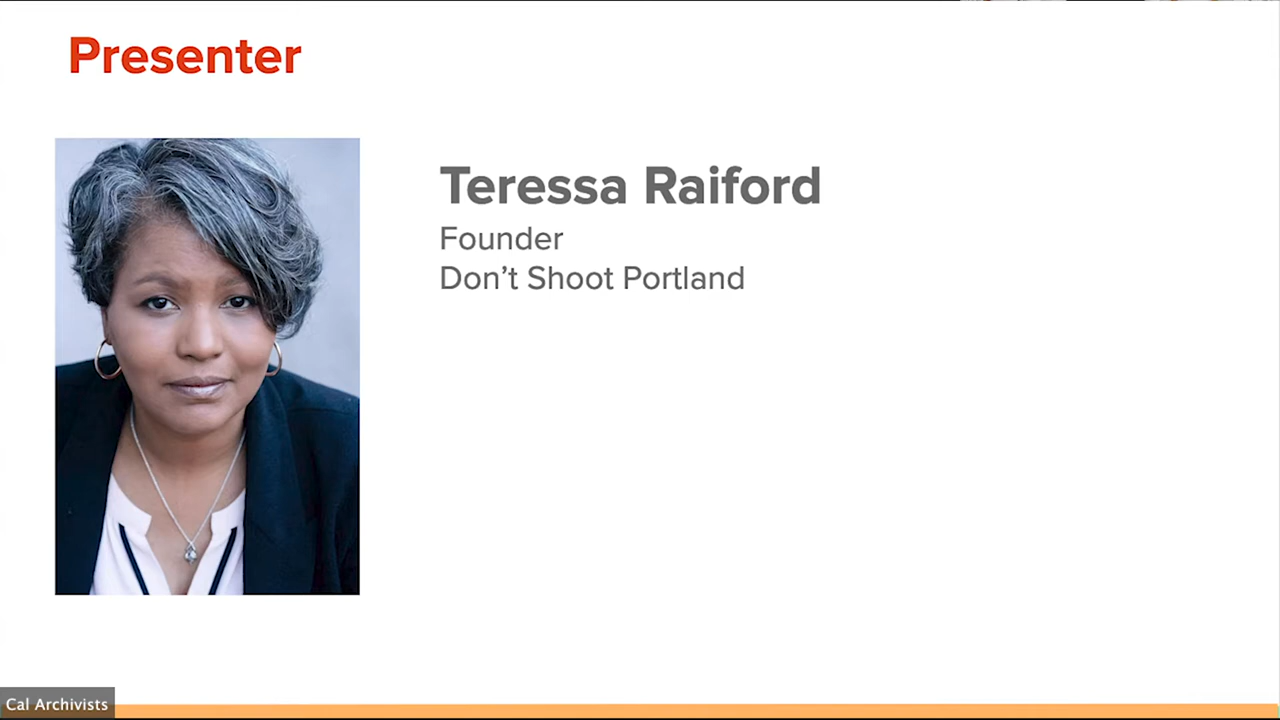 Presenter
Teressa Raiford
Founder
Don’t Shoot Portland
Cal Archivists